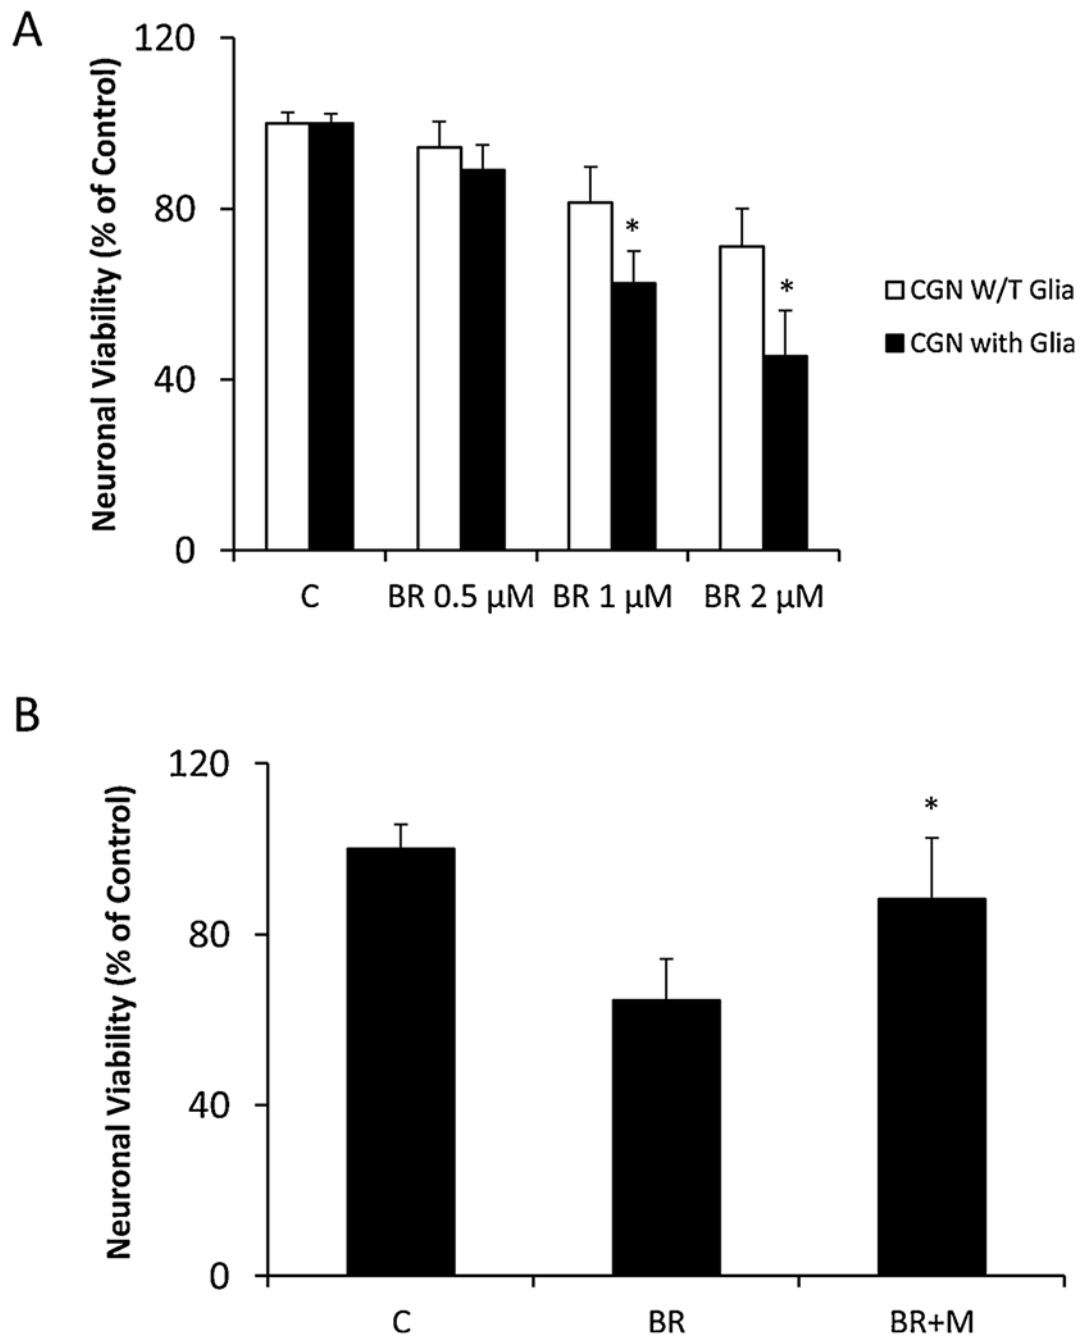 A
Neuronal Viability (% of Control)
120
80
40
0
*
*
C
BR 0.5 µM
BR 1 µM
BR 2 µM
CGN W/T Glia
CGN with Glia
B
Neuronal Viability (% of Control)
120
80
40
0
*
C
BR
BR+M